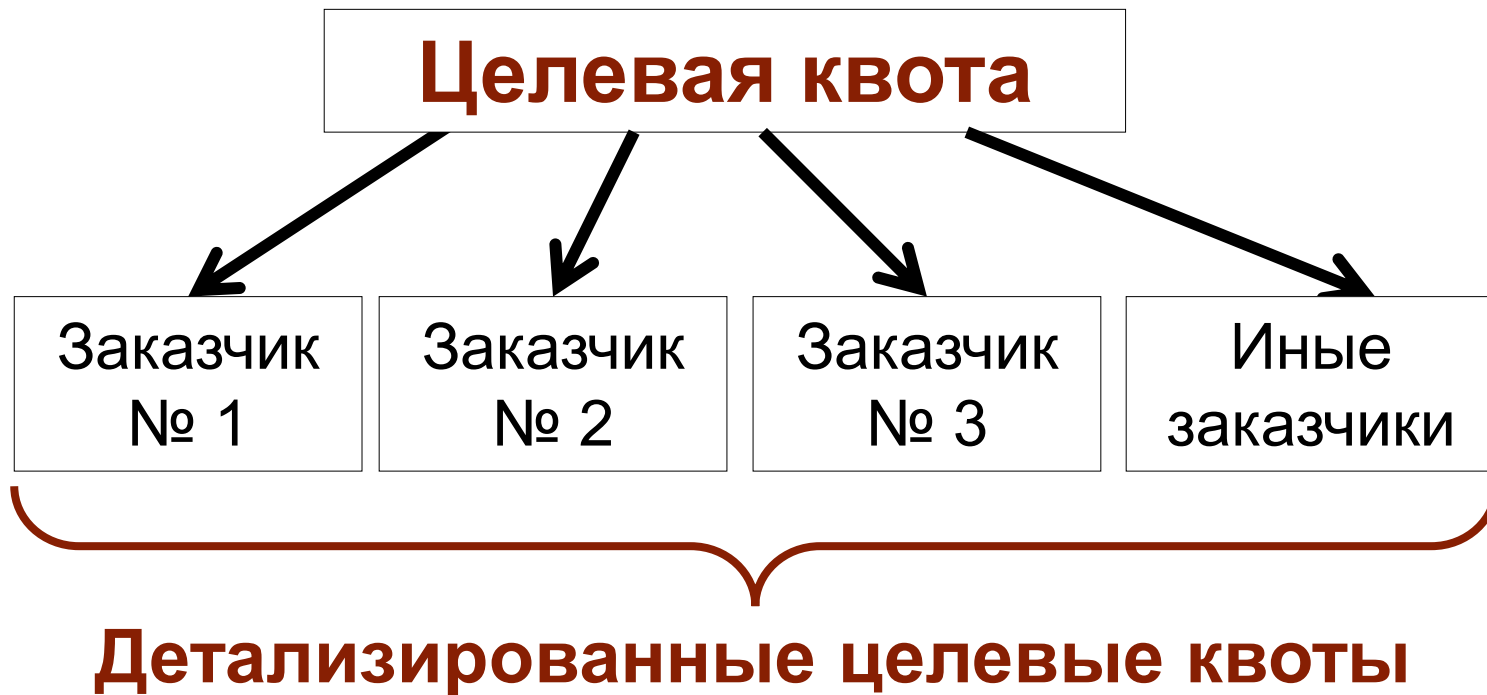 Целевая квота
Заказчик
№ 1
Заказчик
№ 2
Заказчик
№ 3
Иные
заказчики
Детализированные целевые квоты